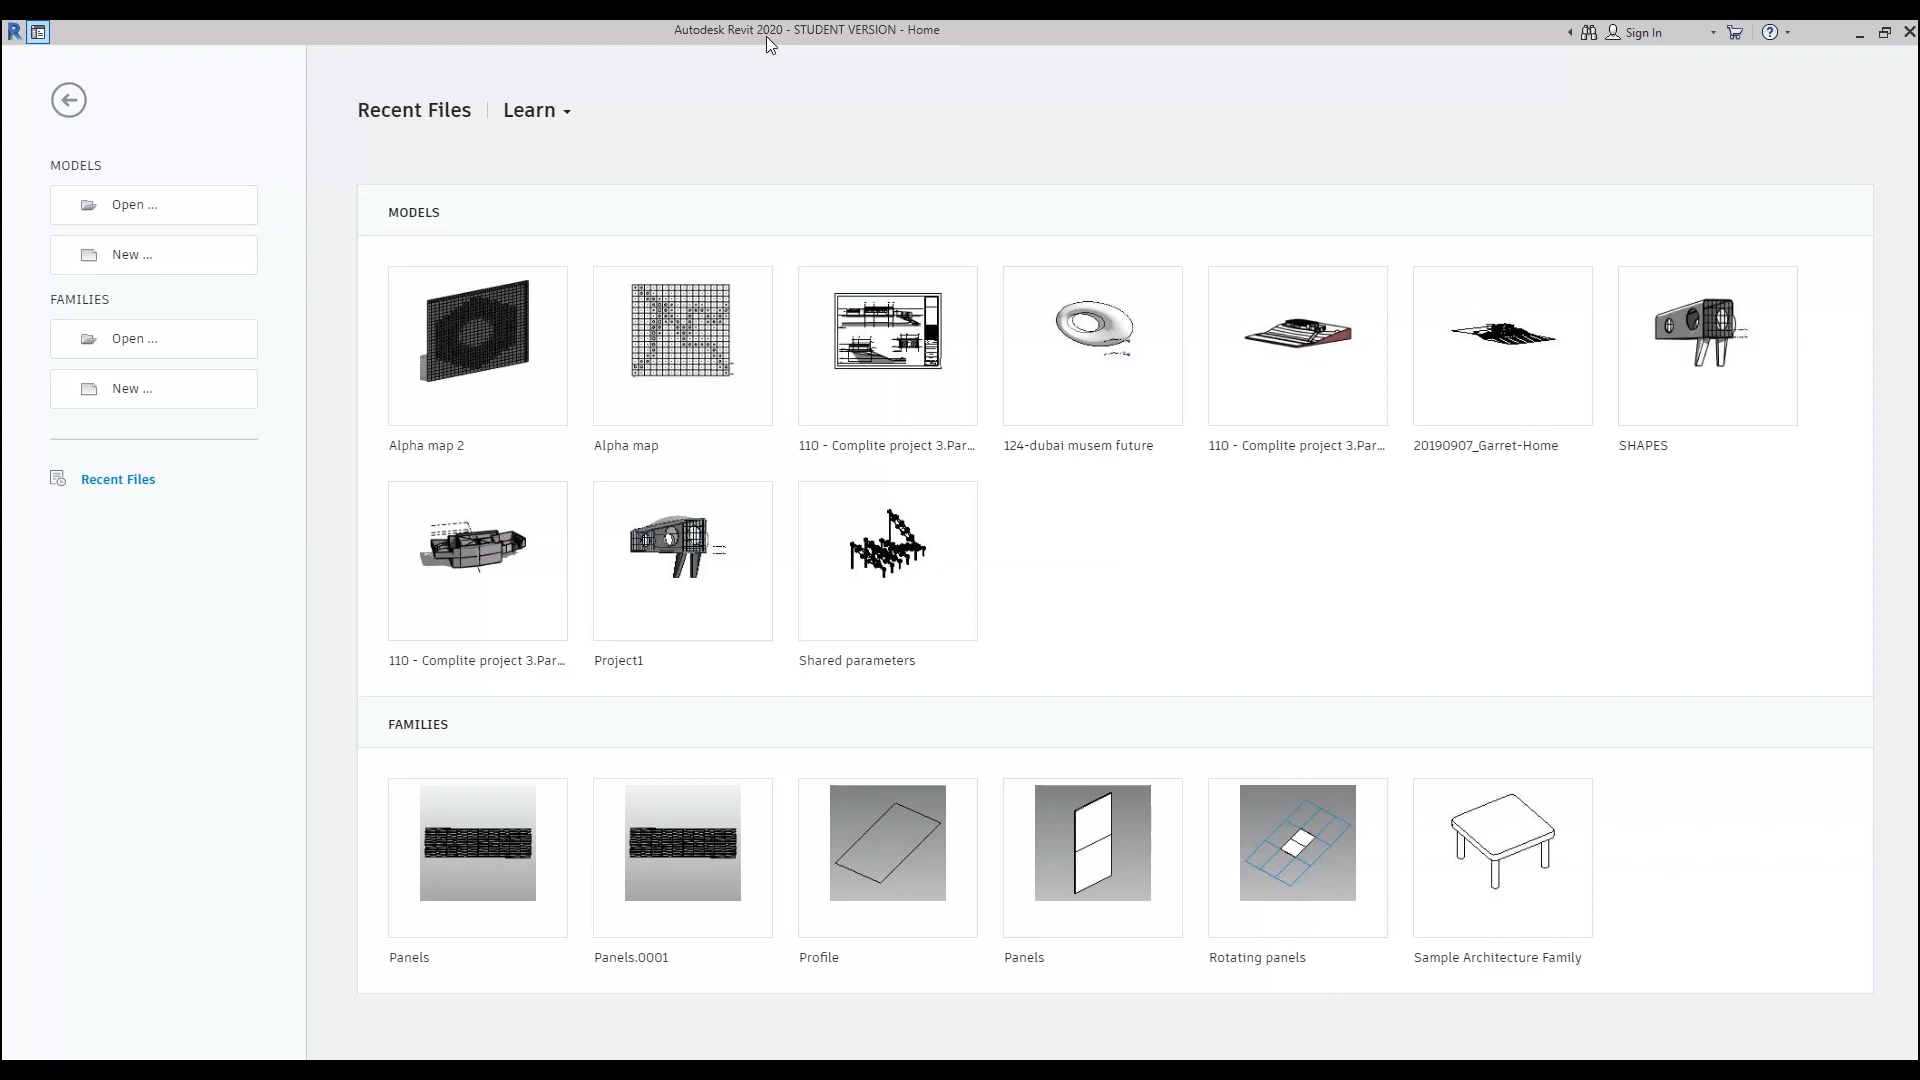 Autodesk Revit 2020 - STUDENT VERSION - Home
Sign In
Recent Files
Learn
MODELS
Open ...
New ...
FAMILIES
Open ...
New ...
Recent Files
MODELS
Alpha map 2
Alpha map
110 - Complite project 3.Par...
124-dubai musem future
110 - Complite project 3.Par...
20190907_Garret-Home
SHAPES
110 - Complite project 3.Par...
Project1
Shared parameters
FAMILIES
Panels
Panels.0001
Profile
Panels
Rotating panels
Sample Architecture Family